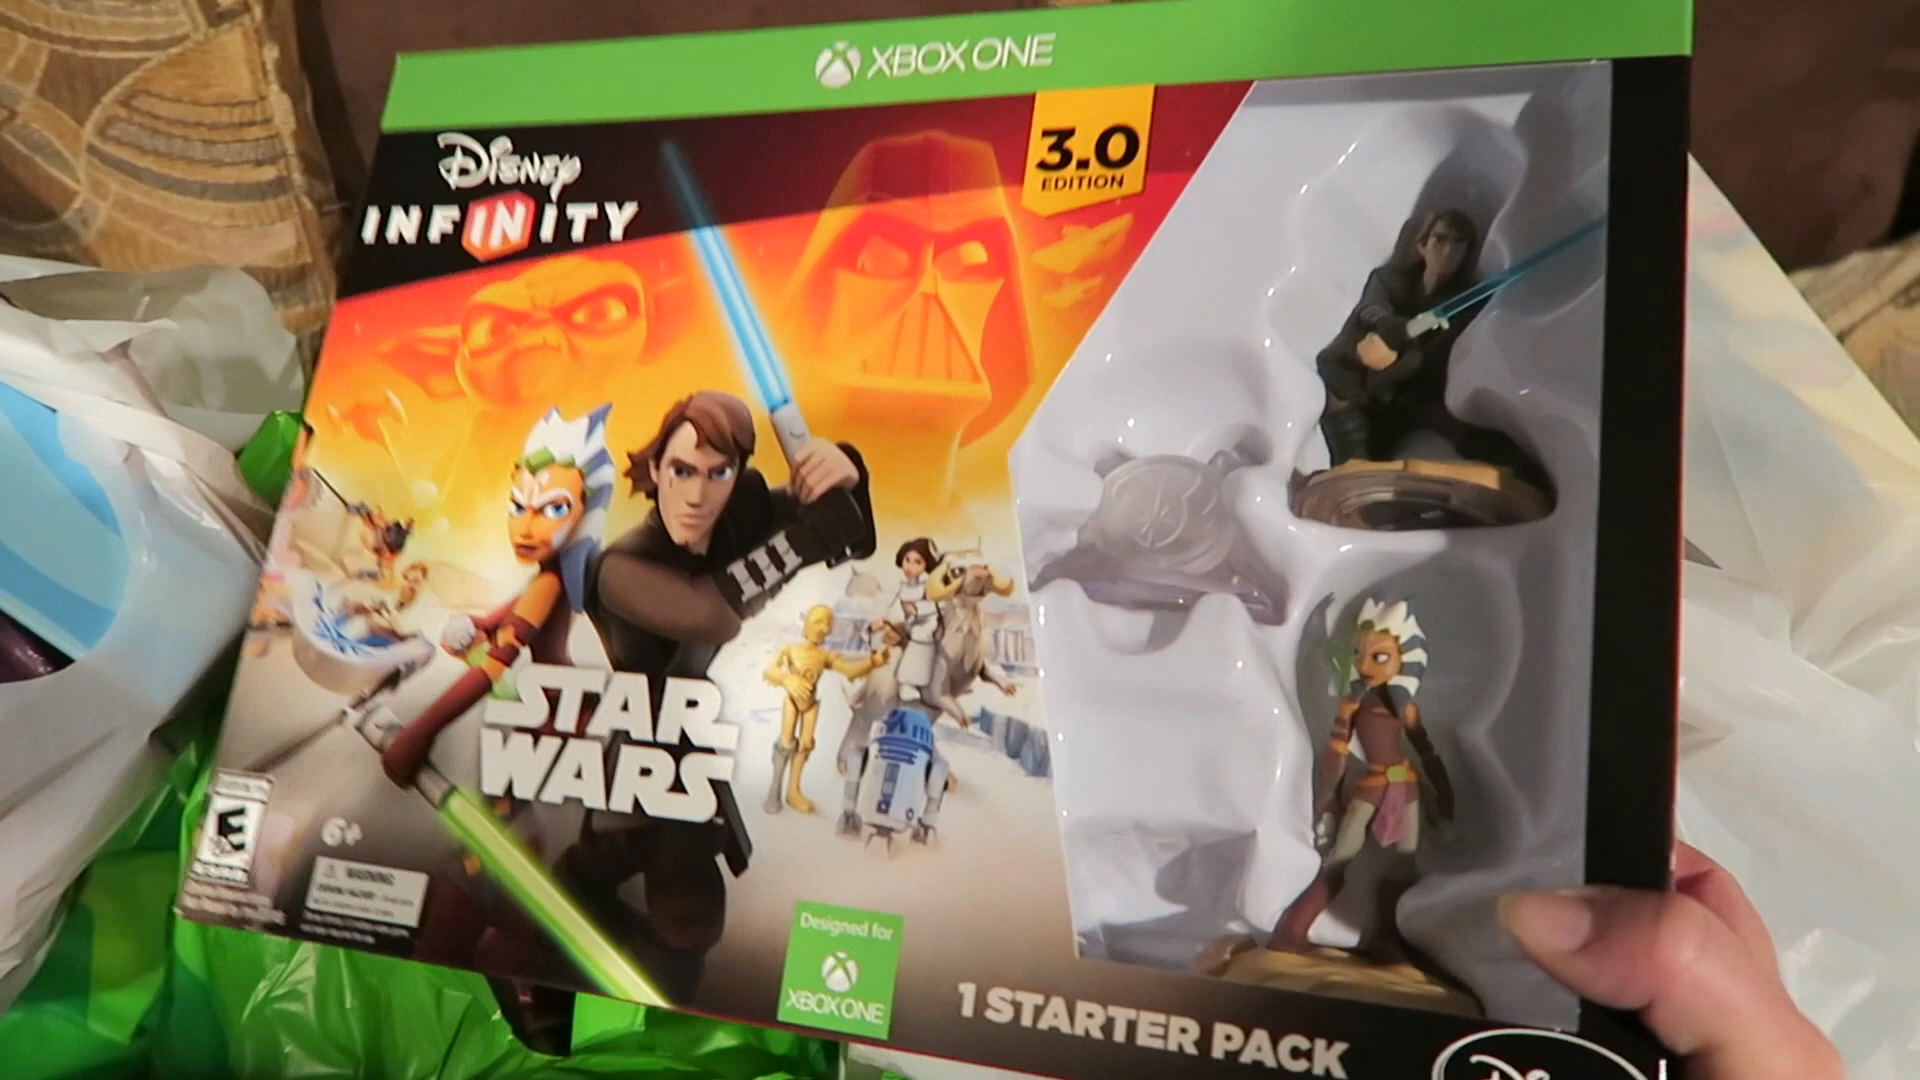 XBOX ONE
Disney
INFINITY
3.0
EDITION
STAR
WARS
E
6+
WARNING:
Designed for
XBOX ONE
1 STARTER PACK